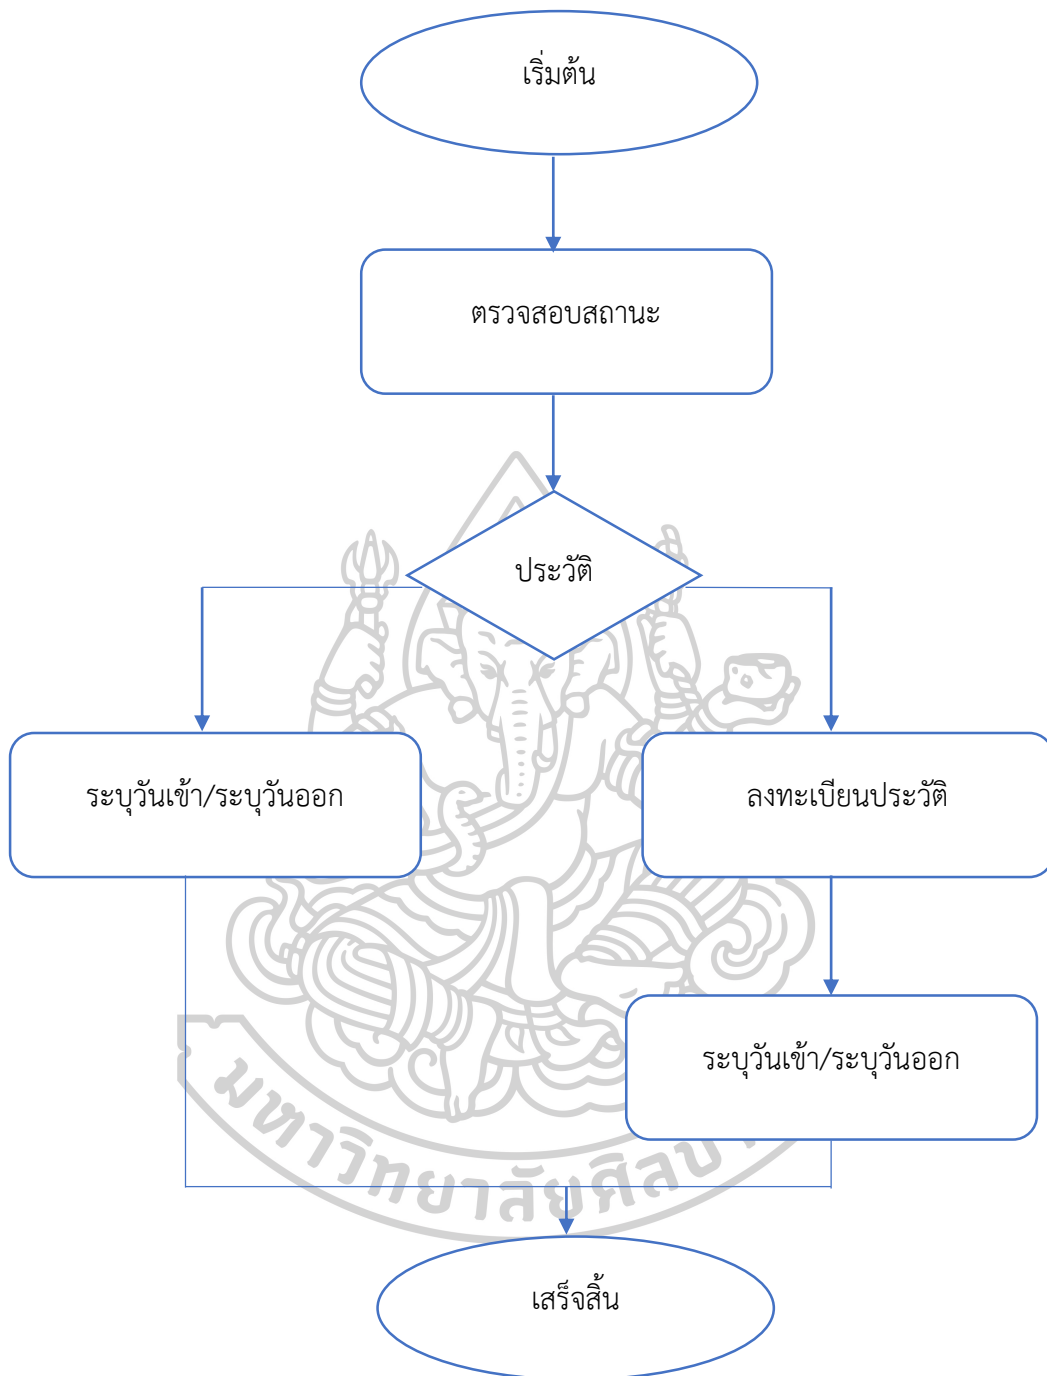 เริ่มต้น
ตรวจสอบสถานะ
ประวัติ
ระบุวันเข้า/ระบุวันออก
ลงทะเบียนประวัติ
ระบุวันเข้า/ระบุวันออก
มหาวิทยาลัยศิลป
เสร็จสิ้น